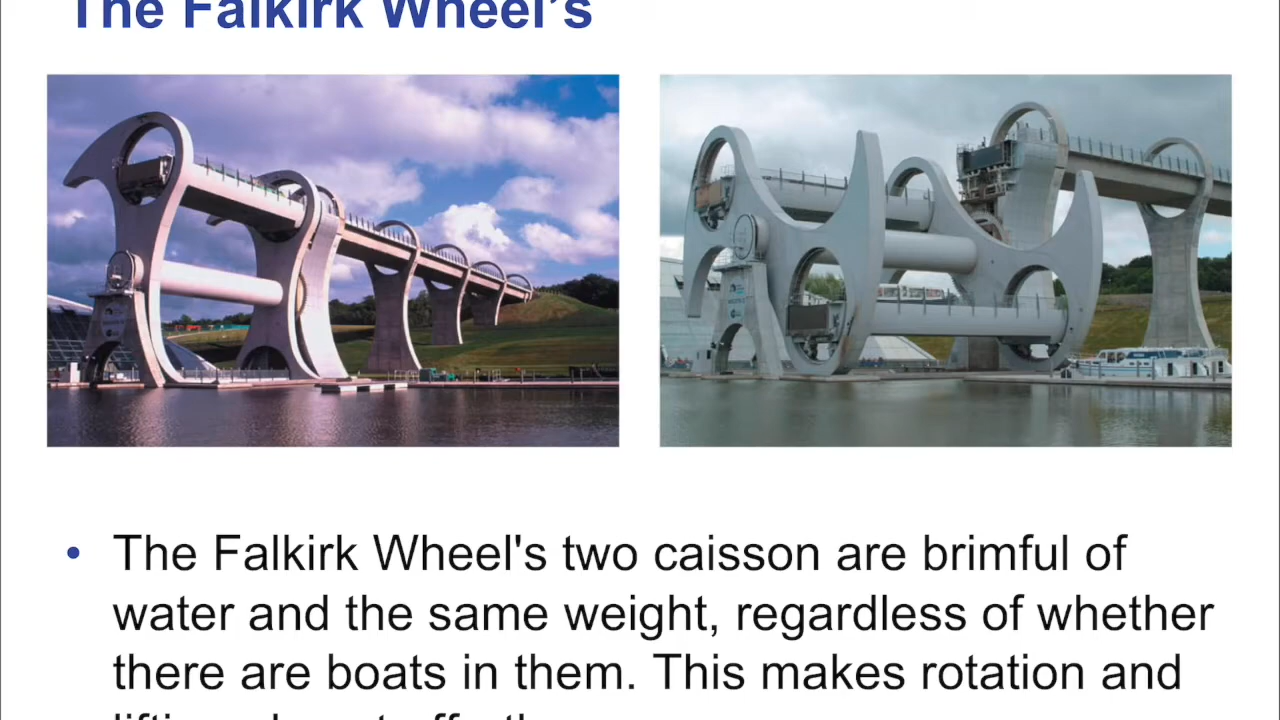 The Falkirk Wheel's
• The Falkirk Wheel's two caisson are brimful of
water and the same weight, regardless of whether
there are boats in them. This makes rotation and